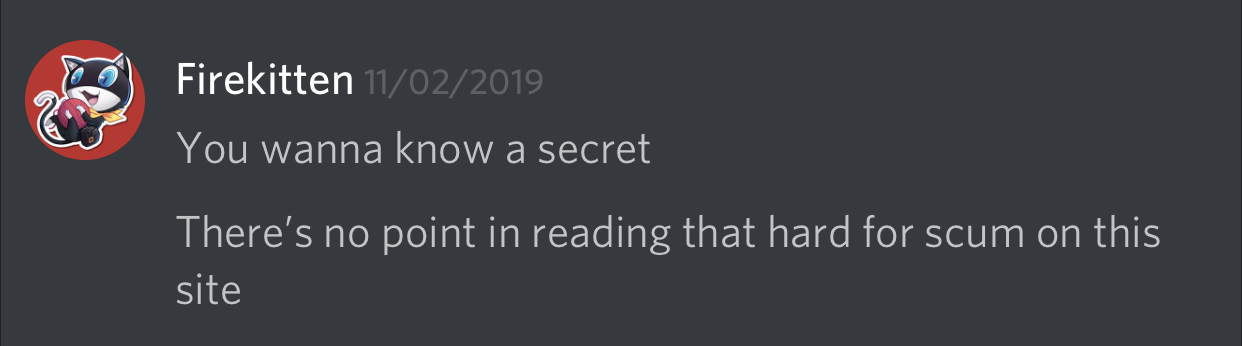 Firekitten 11/02/2019
You wanna know a secret
There’s no point in reading that hard for scum on this
site